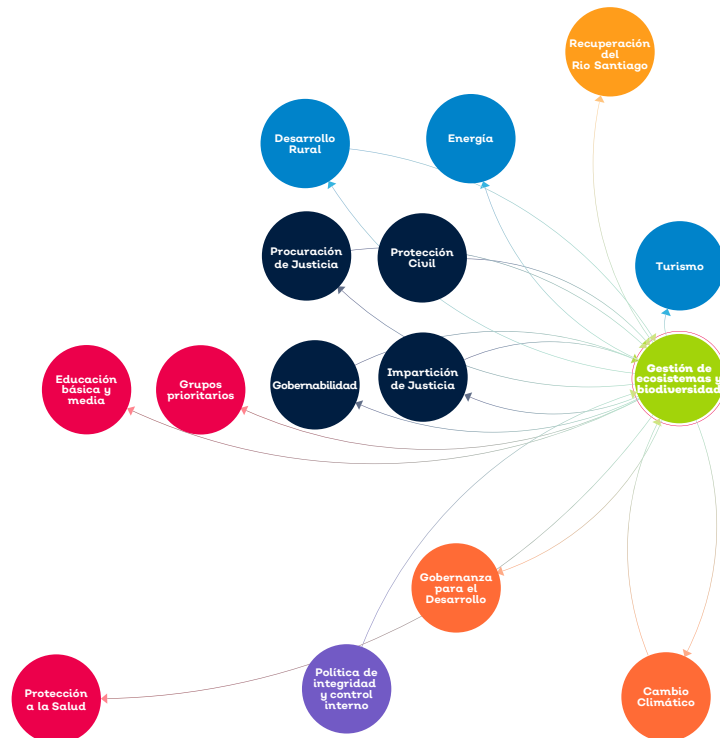 Recuperación
del
Rio Santiago
Desarrollo
Rural
Energía
Procuración
de Justicia
Protección
Civil
Turismo
Educación
básica y
media
Grupos
prioritarios
Gobernabilidad
Impartición
de Justicia
Gestión de
ecosistemas y
biodiversidad
Gobernanza
para el
Desarrollo
Política de
integridad
y control
interno
Protección
a la Salud
Cambio
Climático